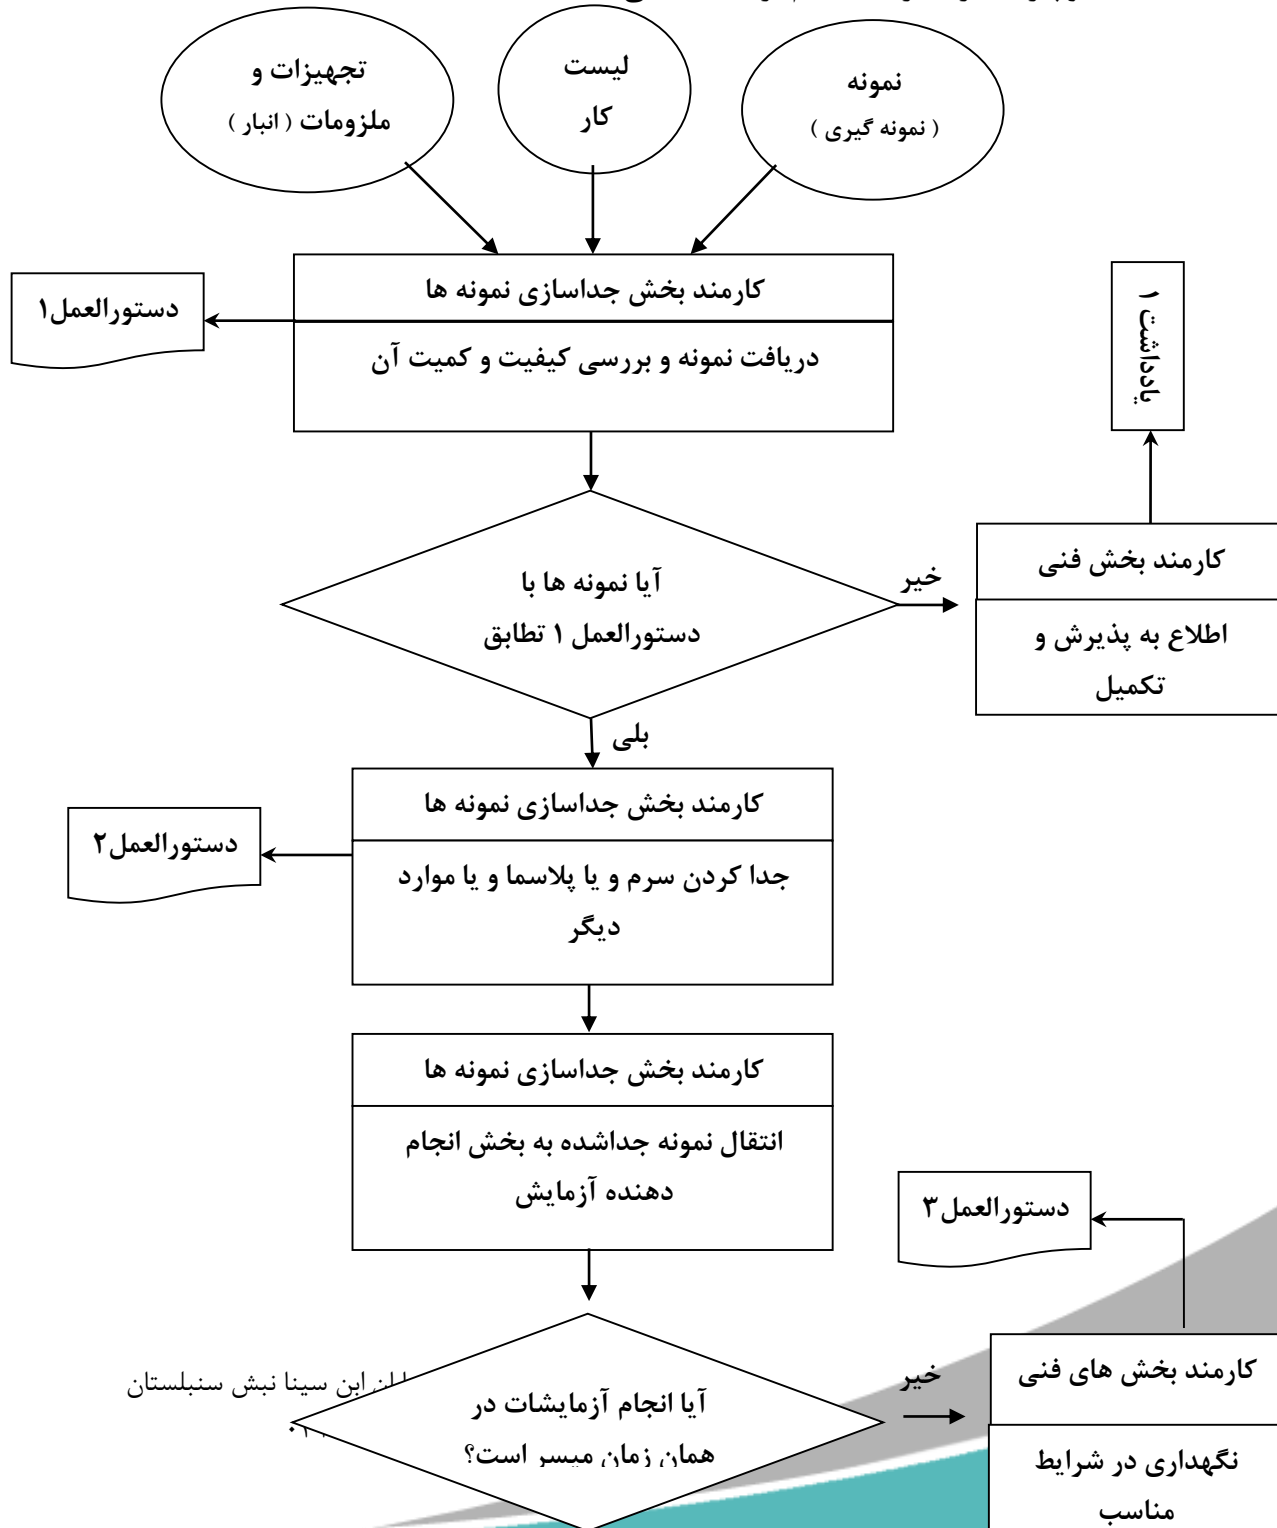 نمونه
( نمونه گیری )
لیست
کار
تجهیزات و
ملزومات ( انبار )
کارمند بخش جداسازی نمونه ها
دریافت نمونه و بررسی کیفیت و کمیت آن
دستورالعمل۱
یادداشت ۱
آیا نمونه ها با
دستورالعمل ۱ تطابق
خیر
کارمند بخش فنی
اطلاع به پذیرش و
تکمیل
بلی
کارمند بخش جداسازی نمونه ها
جدا کردن سرم و یا پلاسما و یا موارد
دیگر
دستورالعمل۲
کارمند بخش جداسازی نمونه ها
انتقال نمونه جداشده به بخش انجام
دهنده آزمایش
دستورالعمل۳
آیا انجام آزمایشات در
همان زمان میسر است؟
خیر
کارمند بخش های فنی
نگهداری در شرایط
مناسب
ابن سینا نبش سنبلستان